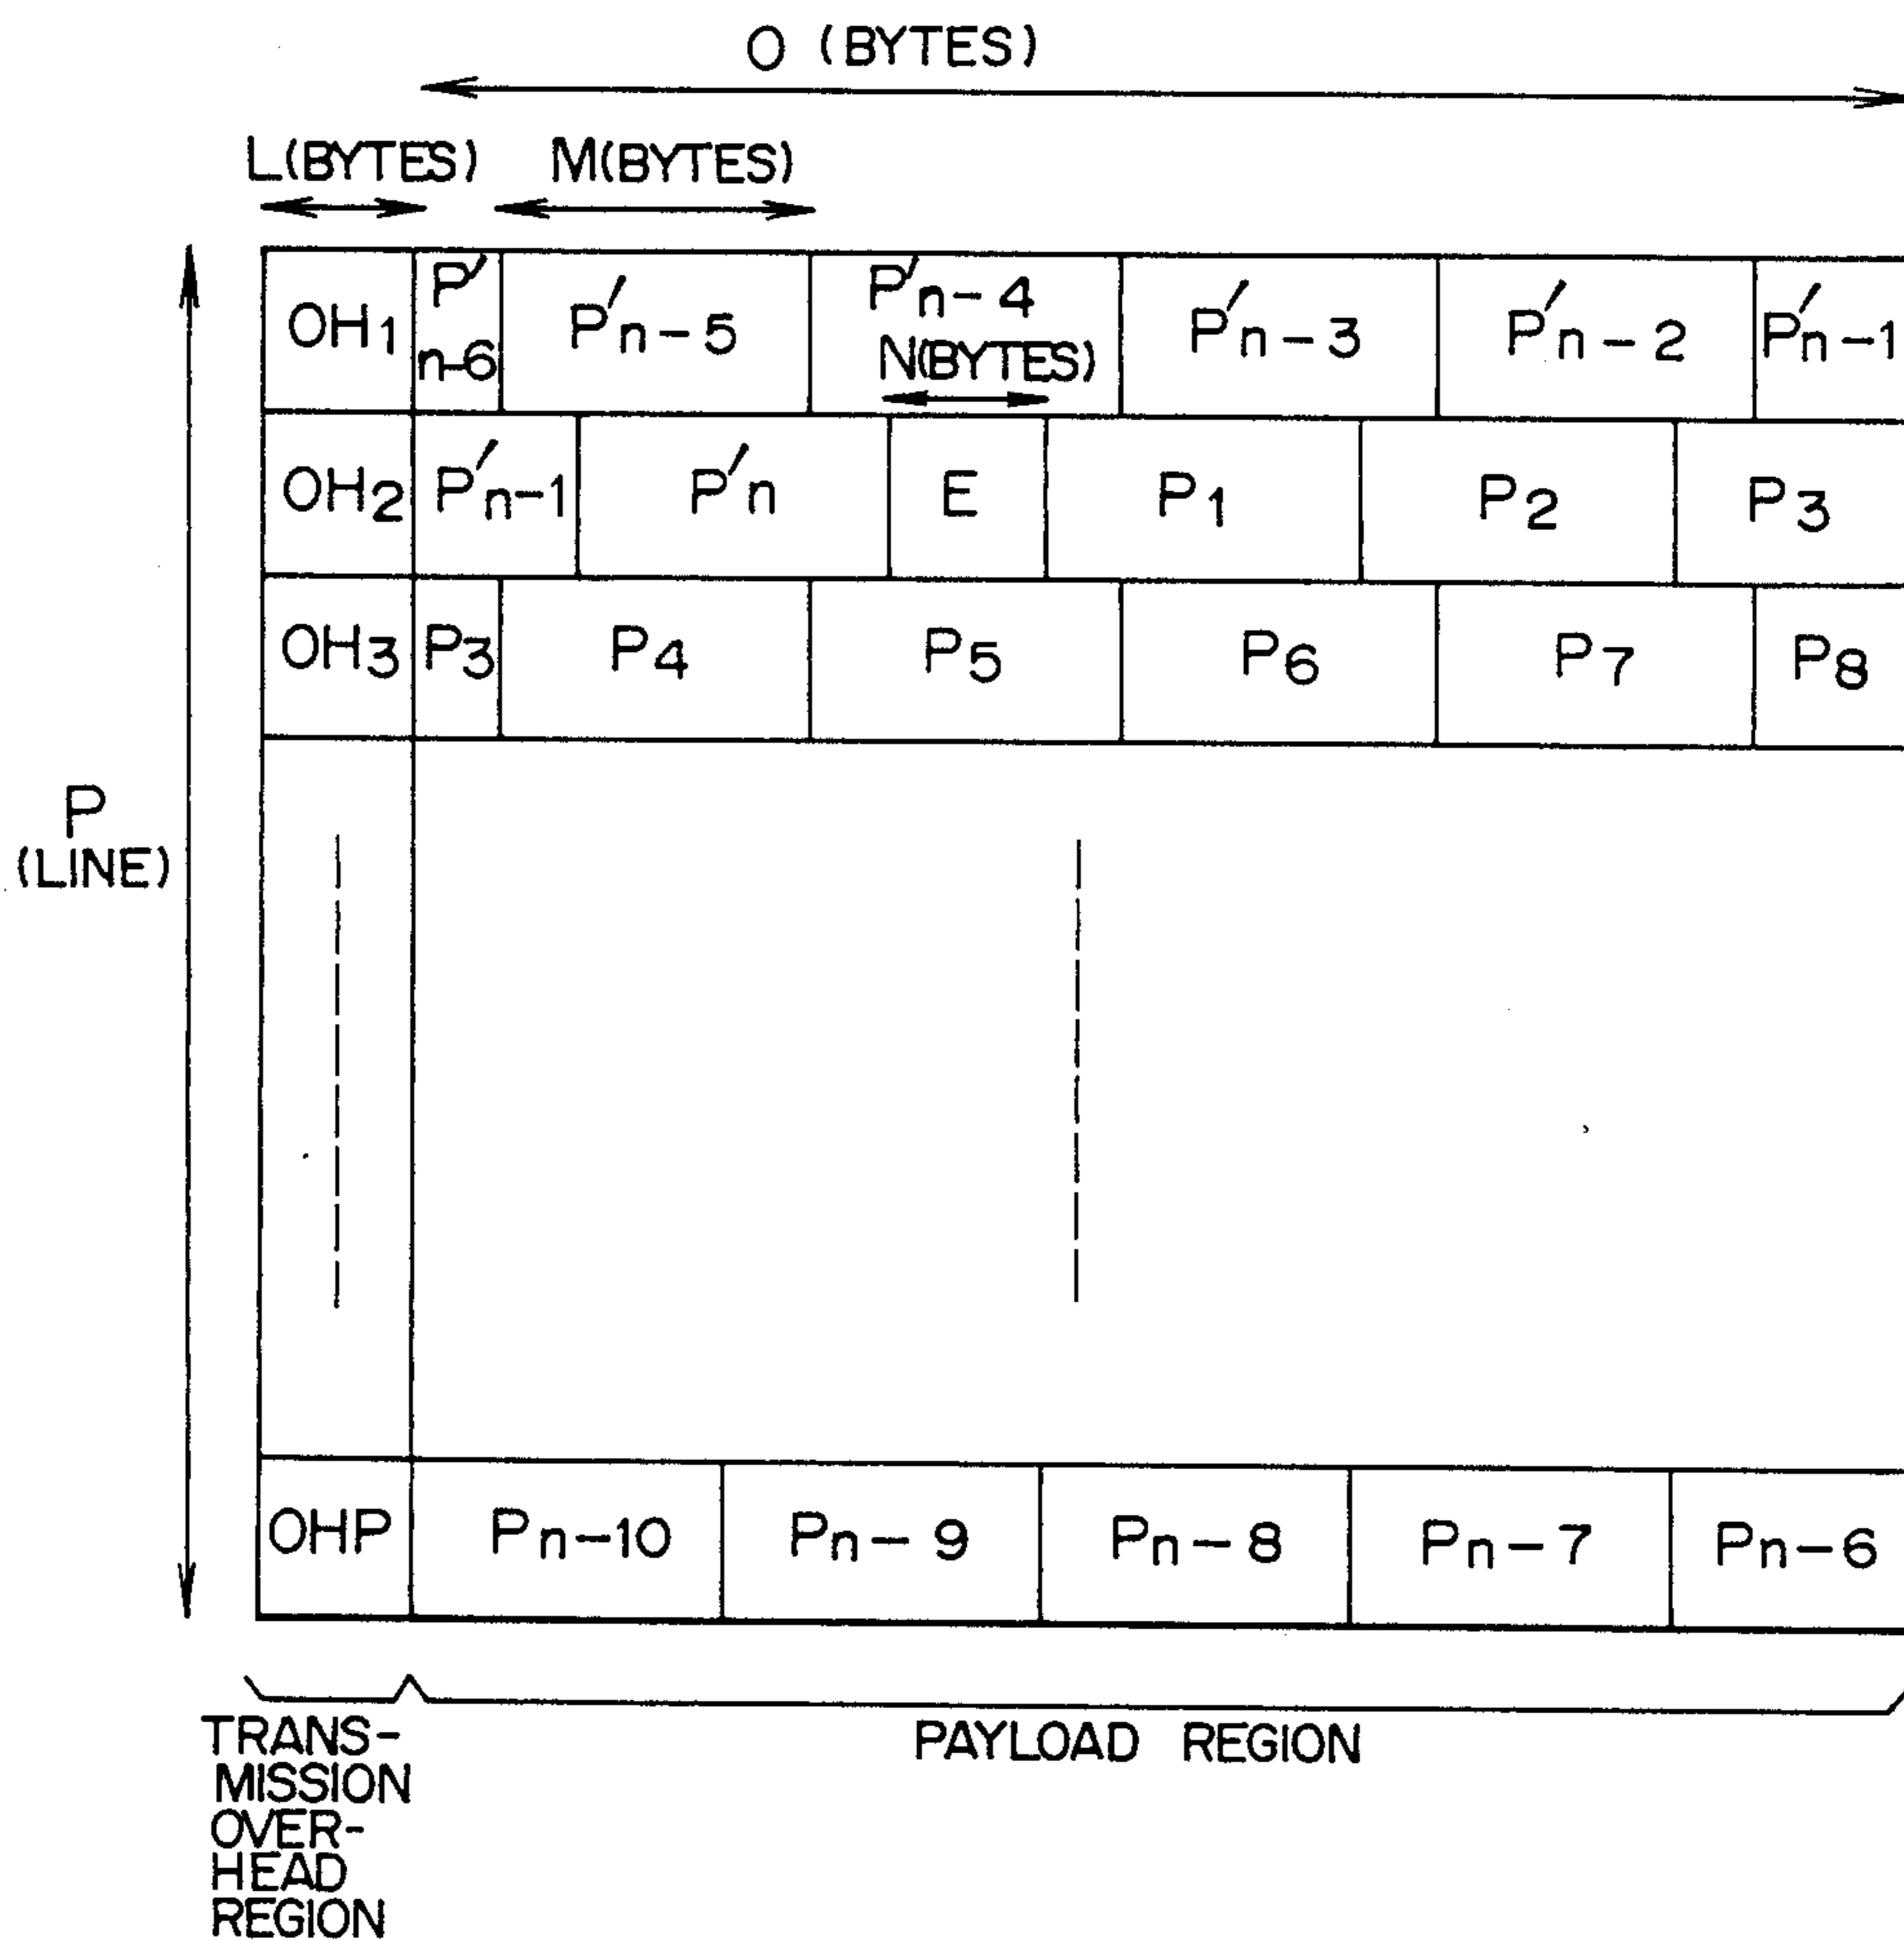 O (BYTES)
L(BYTES) M(BYTES)
OH1 P'n-6 P'n-5 P'n-4 P'n-3 P'n-2 P'n-1
N(BYTES)
OH2 P'n-1 P'n E P1 P2 P3
OH3 P3 P4 P5 P6 P7 P8
P
(LINE)
OHP Pn-10 Pn-9 Pn-8 Pn-7 Pn-6
TRANS-
MISSION
OVER-
HEAD
REGION
PAYLOAD REGION